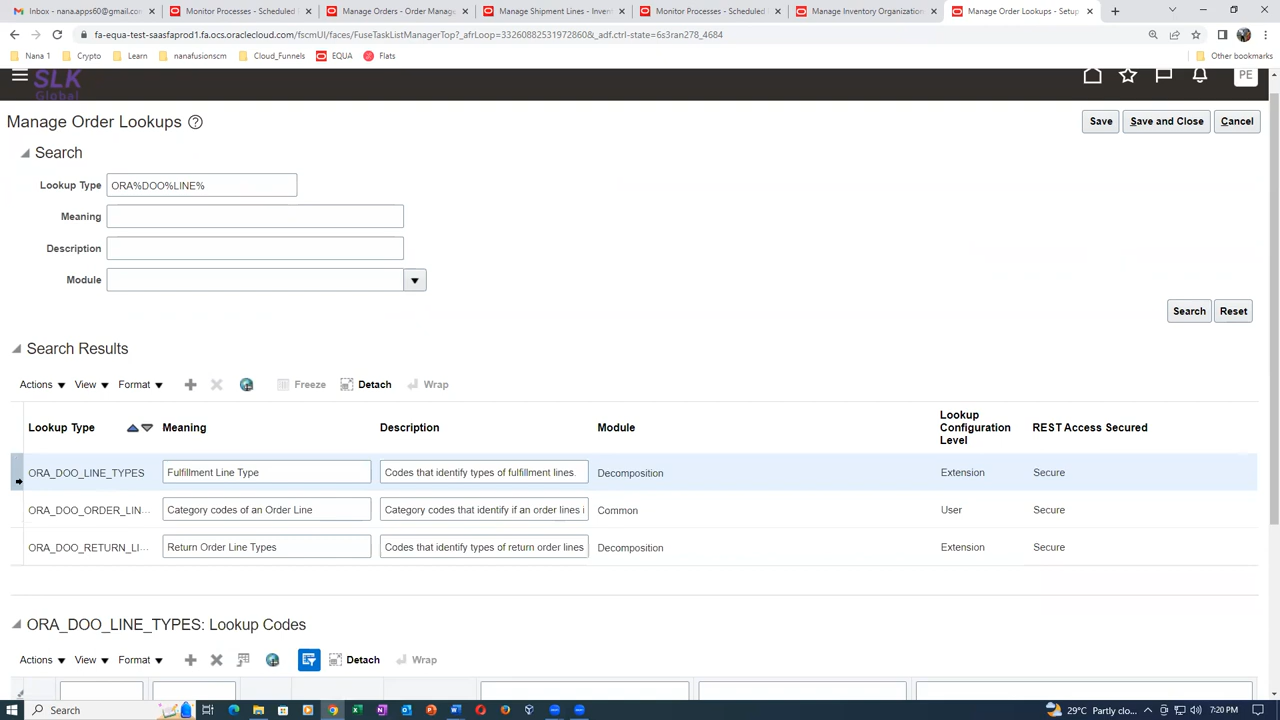 Inbox - nana.apps60@gmail.com
Monitor Processes - Scheduled
Manage Orders - Order Manage
Manage Shipment Lines - Invent
Monitor Processes - Scheduled
Manage Inventory Organization
Manage Order Lookups - Setup
fa-equa-test-saasfaprod1.fa.ocs.oraclecloud.com/fscmUI/faces/FuseTaskListManagerTop?_afrLoop=33260882531972860&_adf.ctrl-state=6s3ran278_4684
Nana 1 Crypto Learn nanafusionscm Cloud_Funnels EQUA Flats Other bookmarks
SLK
Global
PE
Manage Order Lookups ?
Save Save and Close Cancel
Search
Lookup Type ORA%DOO%LINE%
Meaning
Description
Module
Search Reset
Search Results
Actions View Format Freeze Detach Wrap
Lookup Type Meaning Description Module Lookup Configuration Level REST Access Secured
ORA_DOO_LINE_TYPES Fulfillment Line Type Codes that identify types of fulfillment lines. Decomposition Extension Secure
ORA_DOO_ORDER_LIN... Category codes of an Order Line Category codes that identify if an order lines i Common User Secure
ORA_DOO_RETURN_LI... Return Order Line Types Codes that identify types of return order lines Decomposition Extension Secure
ORA_DOO_LINE_TYPES: Lookup Codes
Actions View Format Detach Wrap
Search
29°C Partly clo...
7:20 PM